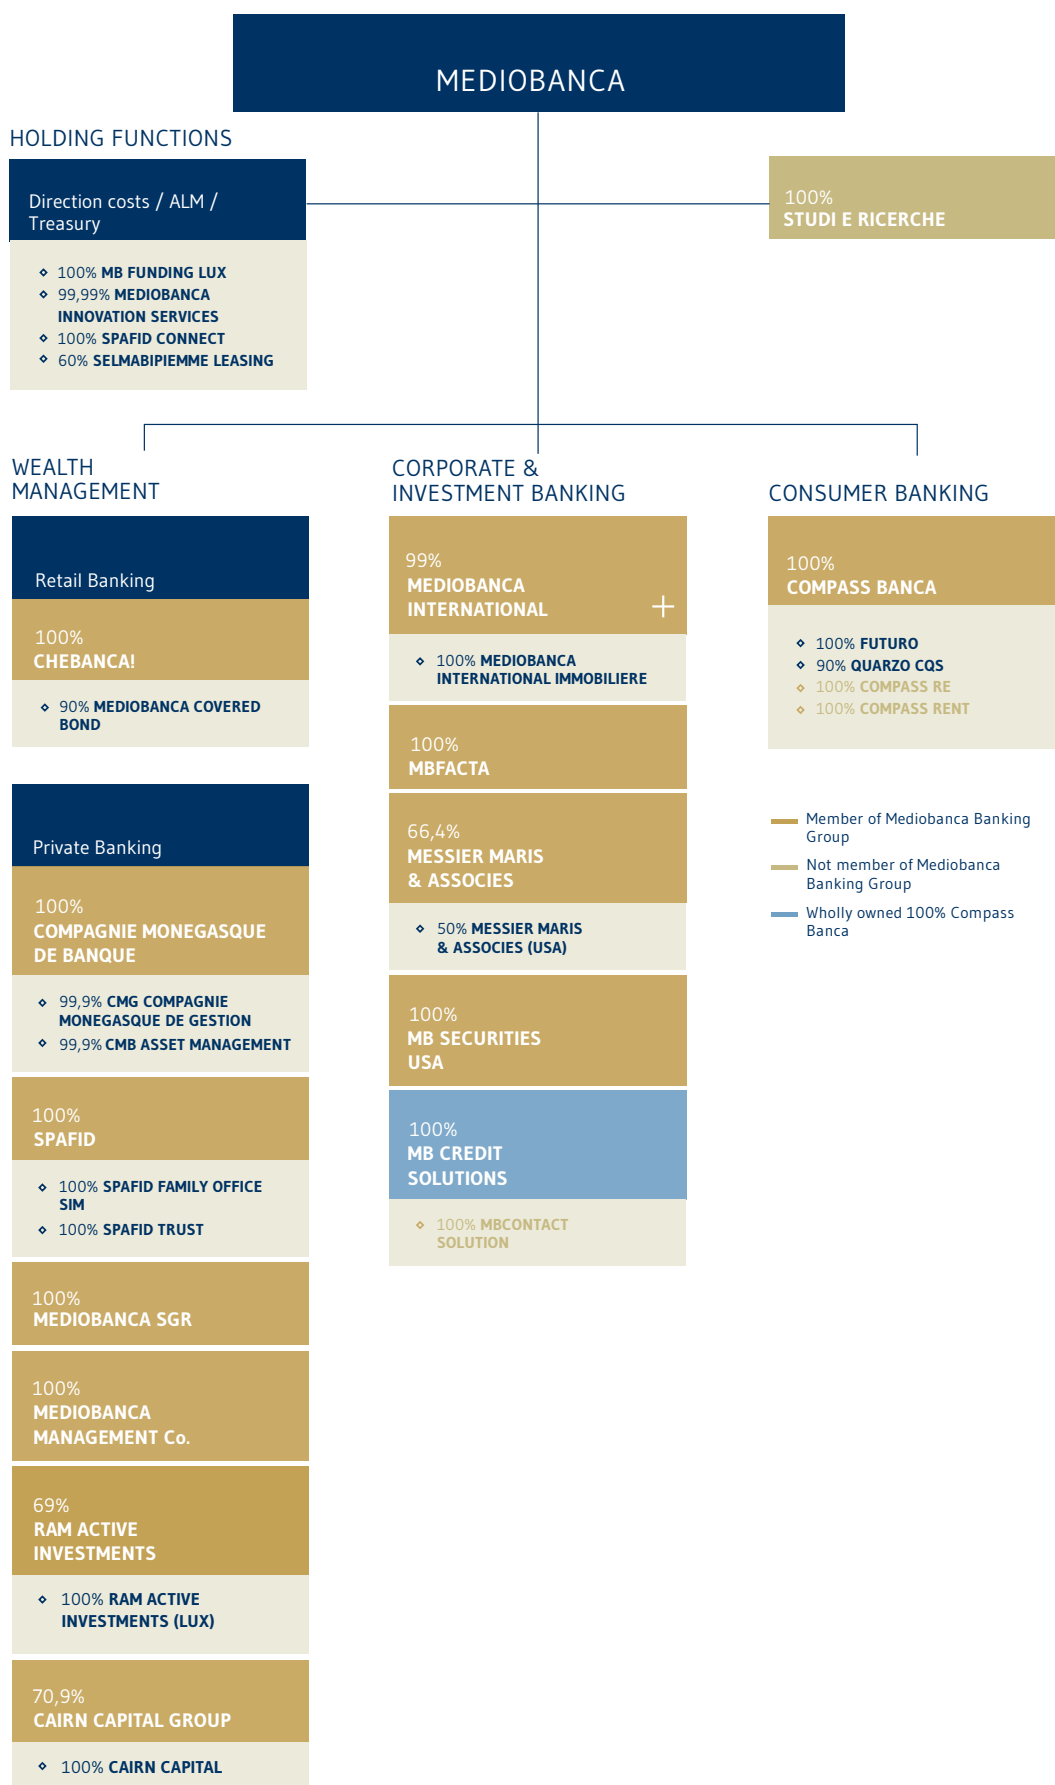 MEDIOBANCA
HOLDING FUNCTIONS
Direction costs / ALM /
Treasury
100% MB FUNDING LUX
99,99% MEDIOBANCA
INNOVATION SERVICES
100% SPAFID CONNECT
60% SELMABIPIEMME LEASING
100%
STUDI E RICERCHE
WEALTH
MANAGEMENT
Retail Banking
100%
CHEBANCA!
90% MEDIOBANCA COVERED
BOND
Private Banking
100%
COMPAGNIE MONEGASQUE
DE BANQUE
99,9% CMG COMPAGNIE
MONEGASQUE DE GESTION
99,9% CMB ASSET MANAGEMENT
100%
SPAFID
100% SPAFID FAMILY OFFICE
SIM
100% SPAFID TRUST
100%
MEDIOBANCA SGR
100%
MEDIOBANCA
MANAGEMENT Co.
69%
RAM ACTIVE
INVESTMENTS
100% RAM ACTIVE
INVESTMENTS (LUX)
70,9%
CAIRN CAPITAL GROUP
100% CAIRN CAPITAL
CORPORATE &
INVESTMENT BANKING
99%
MEDIOBANCA
INTERNATIONAL
100% MEDIOBANCA
INTERNATIONAL IMMOBILIERE
100%
MBFACTA
66,4%
MESSIER MARIS
& ASSOCIES
50% MESSIER MARIS
& ASSOCIES (USA)
100%
MB SECURITIES
USA
100%
MB CREDIT
SOLUTIONS
100% MBCONTACT
SOLUTION
CONSUMER BANKING
100%
COMPASS BANCA
100% FUTURO
90% QUARZO CQS
100% COMPASS RE
100% COMPASS RENT
Member of Mediobanca Banking
Group
Not member of Mediobanca
Banking Group
Wholly owned 100% Compass
Banca